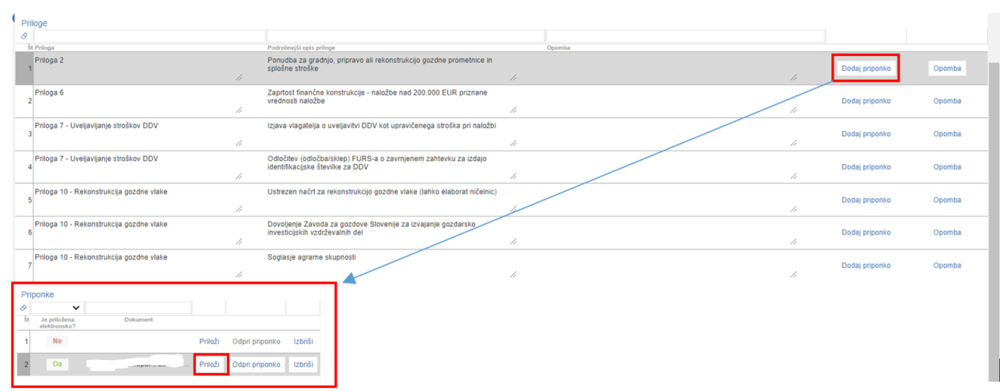 Priloge
Št Priloga Podrobnejši opis priloge Opomba
1 Priloga 2 Ponudba za gradnjo, pripravo ali rekonstrukcijo gozdne prometnice in
splošne stroške
Dodaj priponko Opomba
2 Priloga 6 Zaprtost finančne konstrukcije - naložbe nad 200.000 EUR priznane
vrednosti naložbe
Dodaj priponko Opomba
3 Priloga 7 - Uveljavljanje stroškov DDV Izjava vlagatelja o uveljavitvi DDV kot upravičenega stroška pri naložbi
Dodaj priponko Opomba
4 Priloga 7 - Uveljavljanje stroškov DDV Odločitev (odločba/sklep) FURS-a o zavrnjenem zahtevku za izdajo
identifikacijske številke za DDV
Dodaj priponko Opomba
5 Priloga 10 - Rekonstrukcija gozdne vlake Ustrezen načrt za rekonstrukcijo gozdne vlake (lahko elaborat ničelnic)
Dodaj priponko Opomba
6 Priloga 10 - Rekonstrukcija gozdne vlake Dovoljenje Zavoda za gozdove Slovenije za izvajanje gozdarsko
investicijskih vzdrževalnih del
Dodaj priponko Opomba
7 Priloga 10 - Rekonstrukcija gozdne vlake Soglasje agrarne skupnosti
Dodaj priponko Opomba
Priponke
Št Je priložena Dokument
elektronsko?
1 Ne Priloži Odpri priponko Izbriši
2 Da Priloži Odpri priponko Izbriši